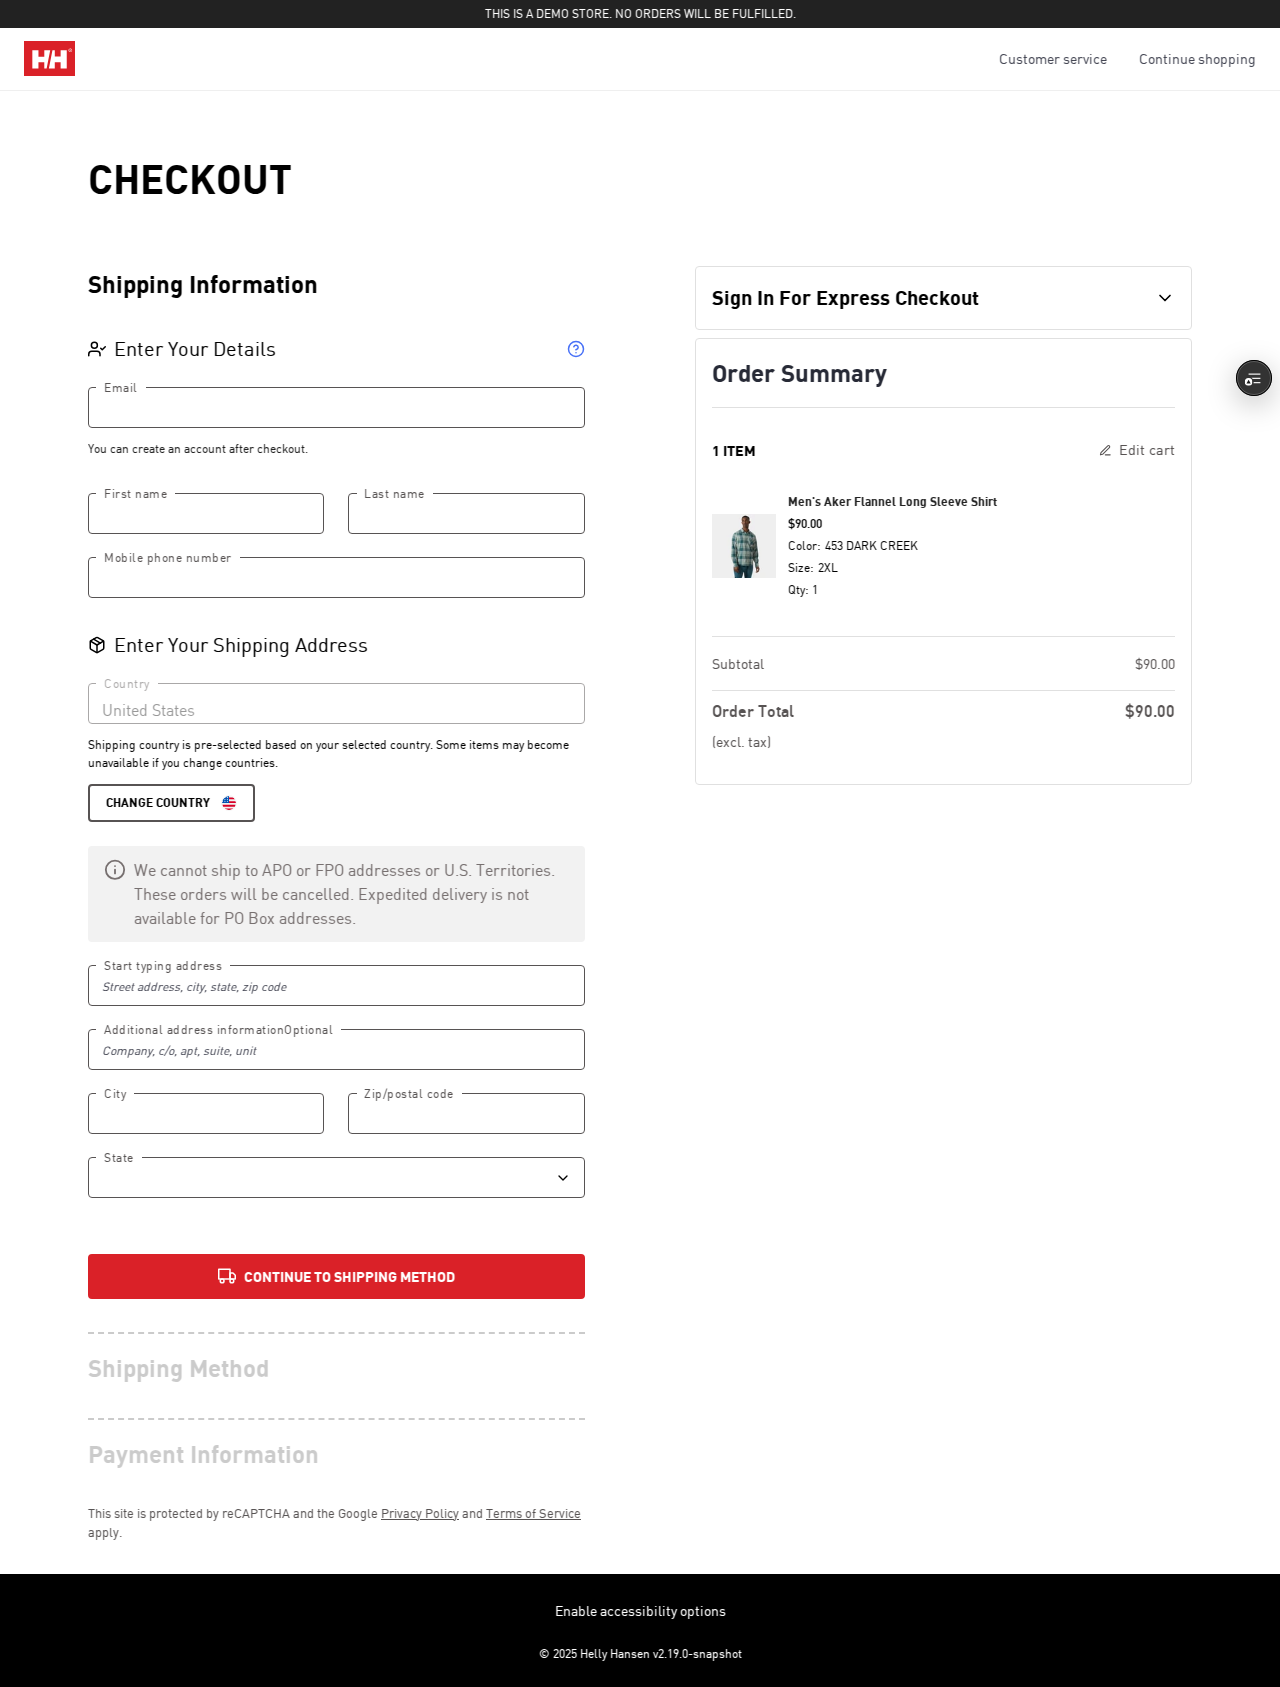 THIS IS A DEMO STORE. NO ORDERS WILL BE FULFILLED.
HH
Customer service
Continue shopping
CHECKOUT
Shipping Information
Enter Your Details
Email
You can create an account after checkout.
First name
Last name
Mobile phone number
Enter Your Shipping Address
Country
United States
Shipping country is pre-selected based on your selected country. Some items may become
unavailable if you change countries.
CHANGE COUNTRY
We cannot ship to APO or FPO addresses or U.S. Territories.
These orders will be cancelled. Expedited delivery is not
available for PO Box addresses.
Start typing address
Street address, city, state, zip code
Additional address informationOptional
Company, c/o, apt, suite, unit
City
Zip/postal code
State
CONTINUE TO SHIPPING METHOD
Shipping Method
Payment Information
This site is protected by reCAPTCHA and the Google Privacy Policy and Terms of Service
apply.
Sign In For Express Checkout
Order Summary
1 ITEM
Edit cart
Men's Aker Flannel Long Sleeve Shirt
$90.00
Color: 453 DARK CREEK
Size: 2XL
Qty: 1
Subtotal
$90.00
Order Total
$90.00
(excl. tax)
Enable accessibility options
© 2025 Helly Hansen v2.19.0-snapshot